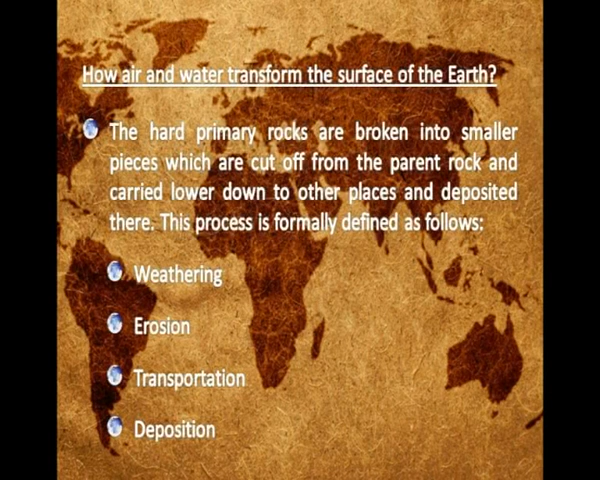 How air and water transform the surface of the Earth?
The hard primary rocks are broken into smaller
pieces which are cut off from the parent rock and
carried lower down to other places and deposited
there. This process is formally defined as follows:
Weathering
Erosion
Transportation
Deposition